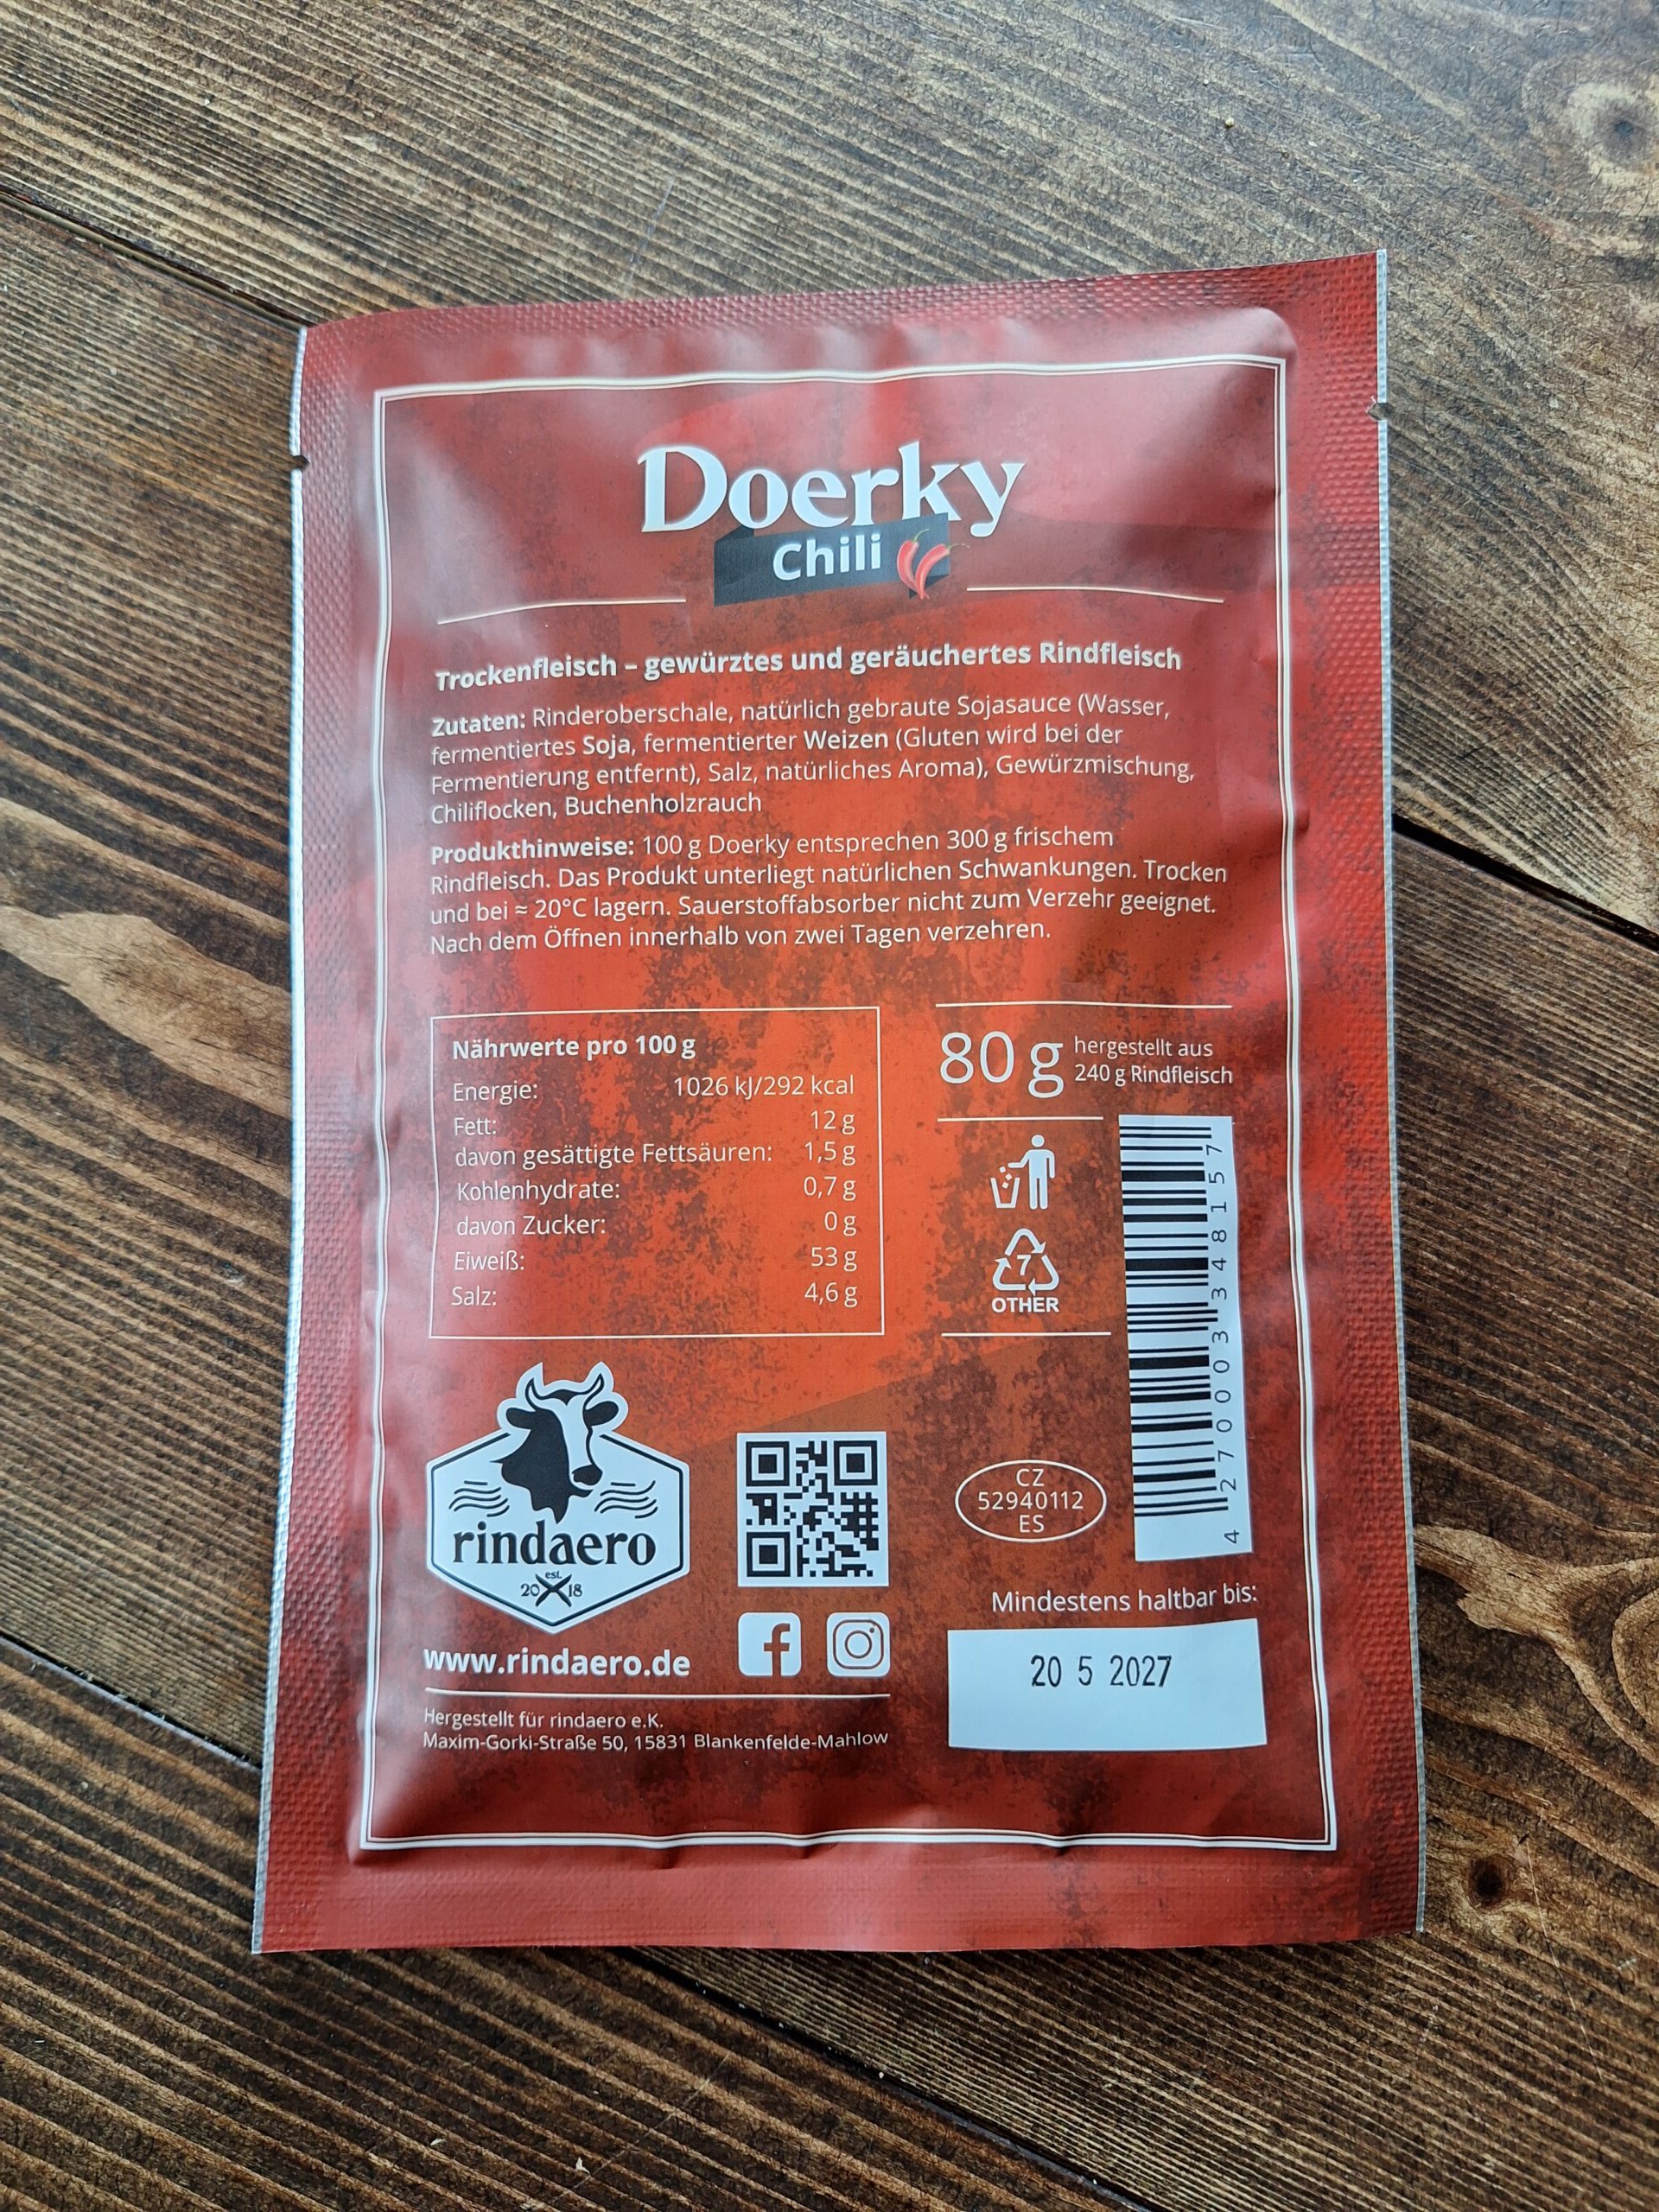 Doerky
Chili
Trockenfleisch – gewürztes und geräuchertes Rindfleisch
Zutaten: Rinderoberschale, natürlich gebraute Sojasauce (Wasser,
fermentiertes Soja, fermentierter Weizen (Gluten wird bei der
Fermentierung entfernt), Salz, natürliches Aroma), Gewürzmischung,
Chiliflocken, Buchenholzrauch
Produkthinweise: 100 g Doerky entsprechen 300 g frischem
Rindfleisch. Das Produkt unterliegt natürlichen Schwankungen. Trocken
und bei ≈ 20°C lagern. Sauerstoffabsorber nicht zum Verzehr geeignet.
Nach dem Öffnen innerhalb von zwei Tagen verzehren.
Nährwerte pro 100 g
Energie: 1026 kJ/292 kcal
Fett: 12 g
davon gesättigte Fettsäuren: 1,5 g
Kohlenhydrate: 0,7 g
davon Zucker: 0 g
Eiweiß: 53 g
Salz: 4,6 g
80 g
hergestellt aus
240 g Rindfleisch
7
OTHER
4 270003 348157
rindaero
est.
20 18
CZ
52940112
ES
www.rindaero.de
Hergestellt für rindaero e.K.
Maxim-Gorki-Straße 50, 15831 Blankenfelde-Mahlow
Mindestens haltbar bis:
20 5 2027